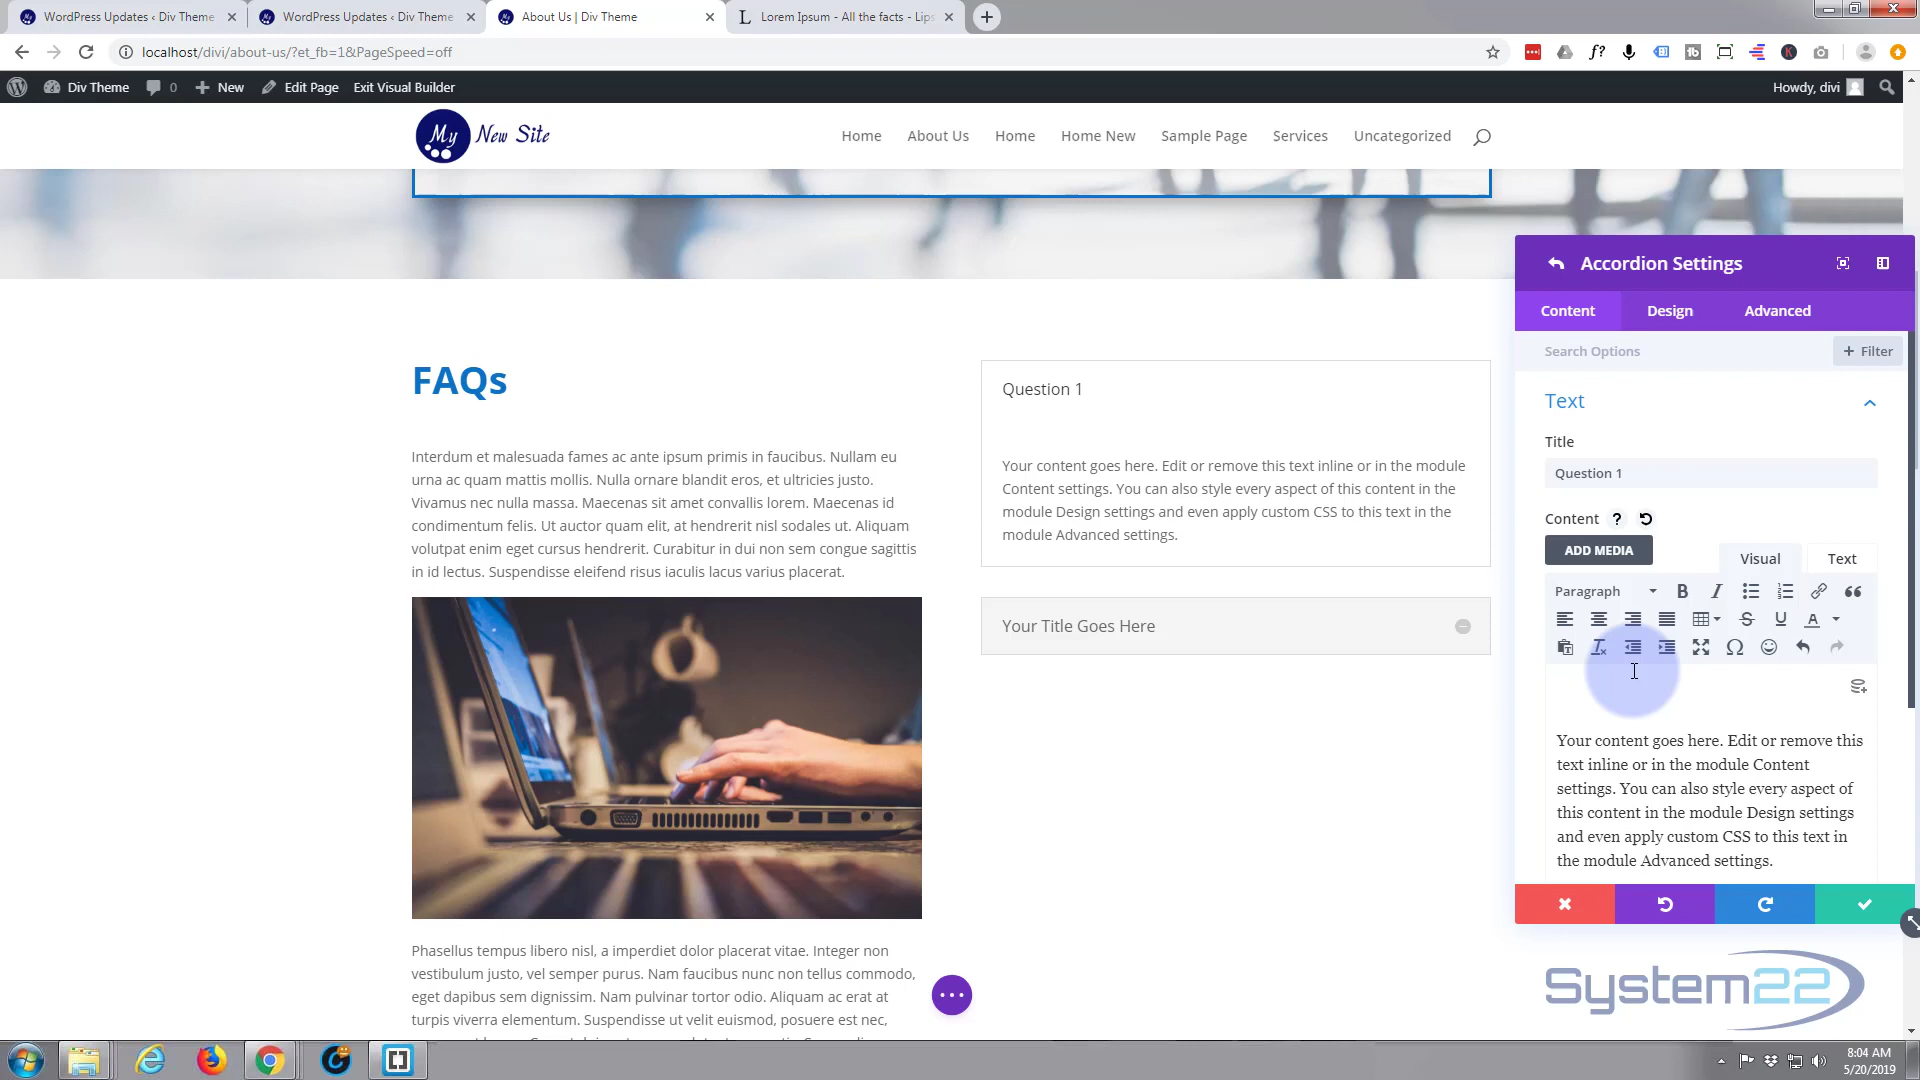 WordPress Updates ‹ Divi Theme
WordPress Updates ‹ Divi Theme
About Us | Divi Theme
Lorem Ipsum - All the facts - Lips
localhost/divi/about-us/?et_fb=1&PageSpeed=off
f?
Div Theme
0
New
Edit Page
Exit Visual Builder
Howdy, divi
My New Site
Home
About Us
Home
Home New
Sample Page
Services
Uncategorized
FAQs
Interdum et malesuada fames ac ante ipsum primis in faucibus. Nullam eu
urna ac quam mattis mollis. Nulla ornare blandit eros, et ultricies justo.
Vivamus nec nulla massa. Maecenas sit amet convallis lorem. Maecenas id
condimentum felis. Ut auctor quam elit, at hendrerit nisl sodales ut. Aliquam
volutpat enim eget cursus hendrerit. Curabitur in dui non sem congue sagittis
in id lectus. Suspendisse eleifend risus iaculis lacus varius placerat.
Phasellus tempus libero nisl, a imperdiet dolor placerat vitae. Integer non
vestibulum justo, vel semper purus. Nam faucibus nunc non tellus commodo,
eget dapibus sem dignissim. Nam pulvinar tortor odio. Aliquam ac erat at
turpis viverra elementum. Suspendisse ut velit euismod, posuere est nec,
Question 1
Your content goes here. Edit or remove this text inline or in the module
Content settings. You can also style every aspect of this content in the
module Design settings and even apply custom CSS to this text in the
module Advanced settings.
Your Title Goes Here
Accordion Settings
Content
Design
Advanced
Search Options
+ Filter
Text
Title
Question 1
Content
ADD MEDIA
Visual
Text
Paragraph
Your content goes here. Edit or remove this
text inline or in the module Content
settings. You can also style every aspect of
this content in the module Design settings
and even apply custom CSS to this text in
the module Advanced settings.
System22
8:04 AM
5/20/2019